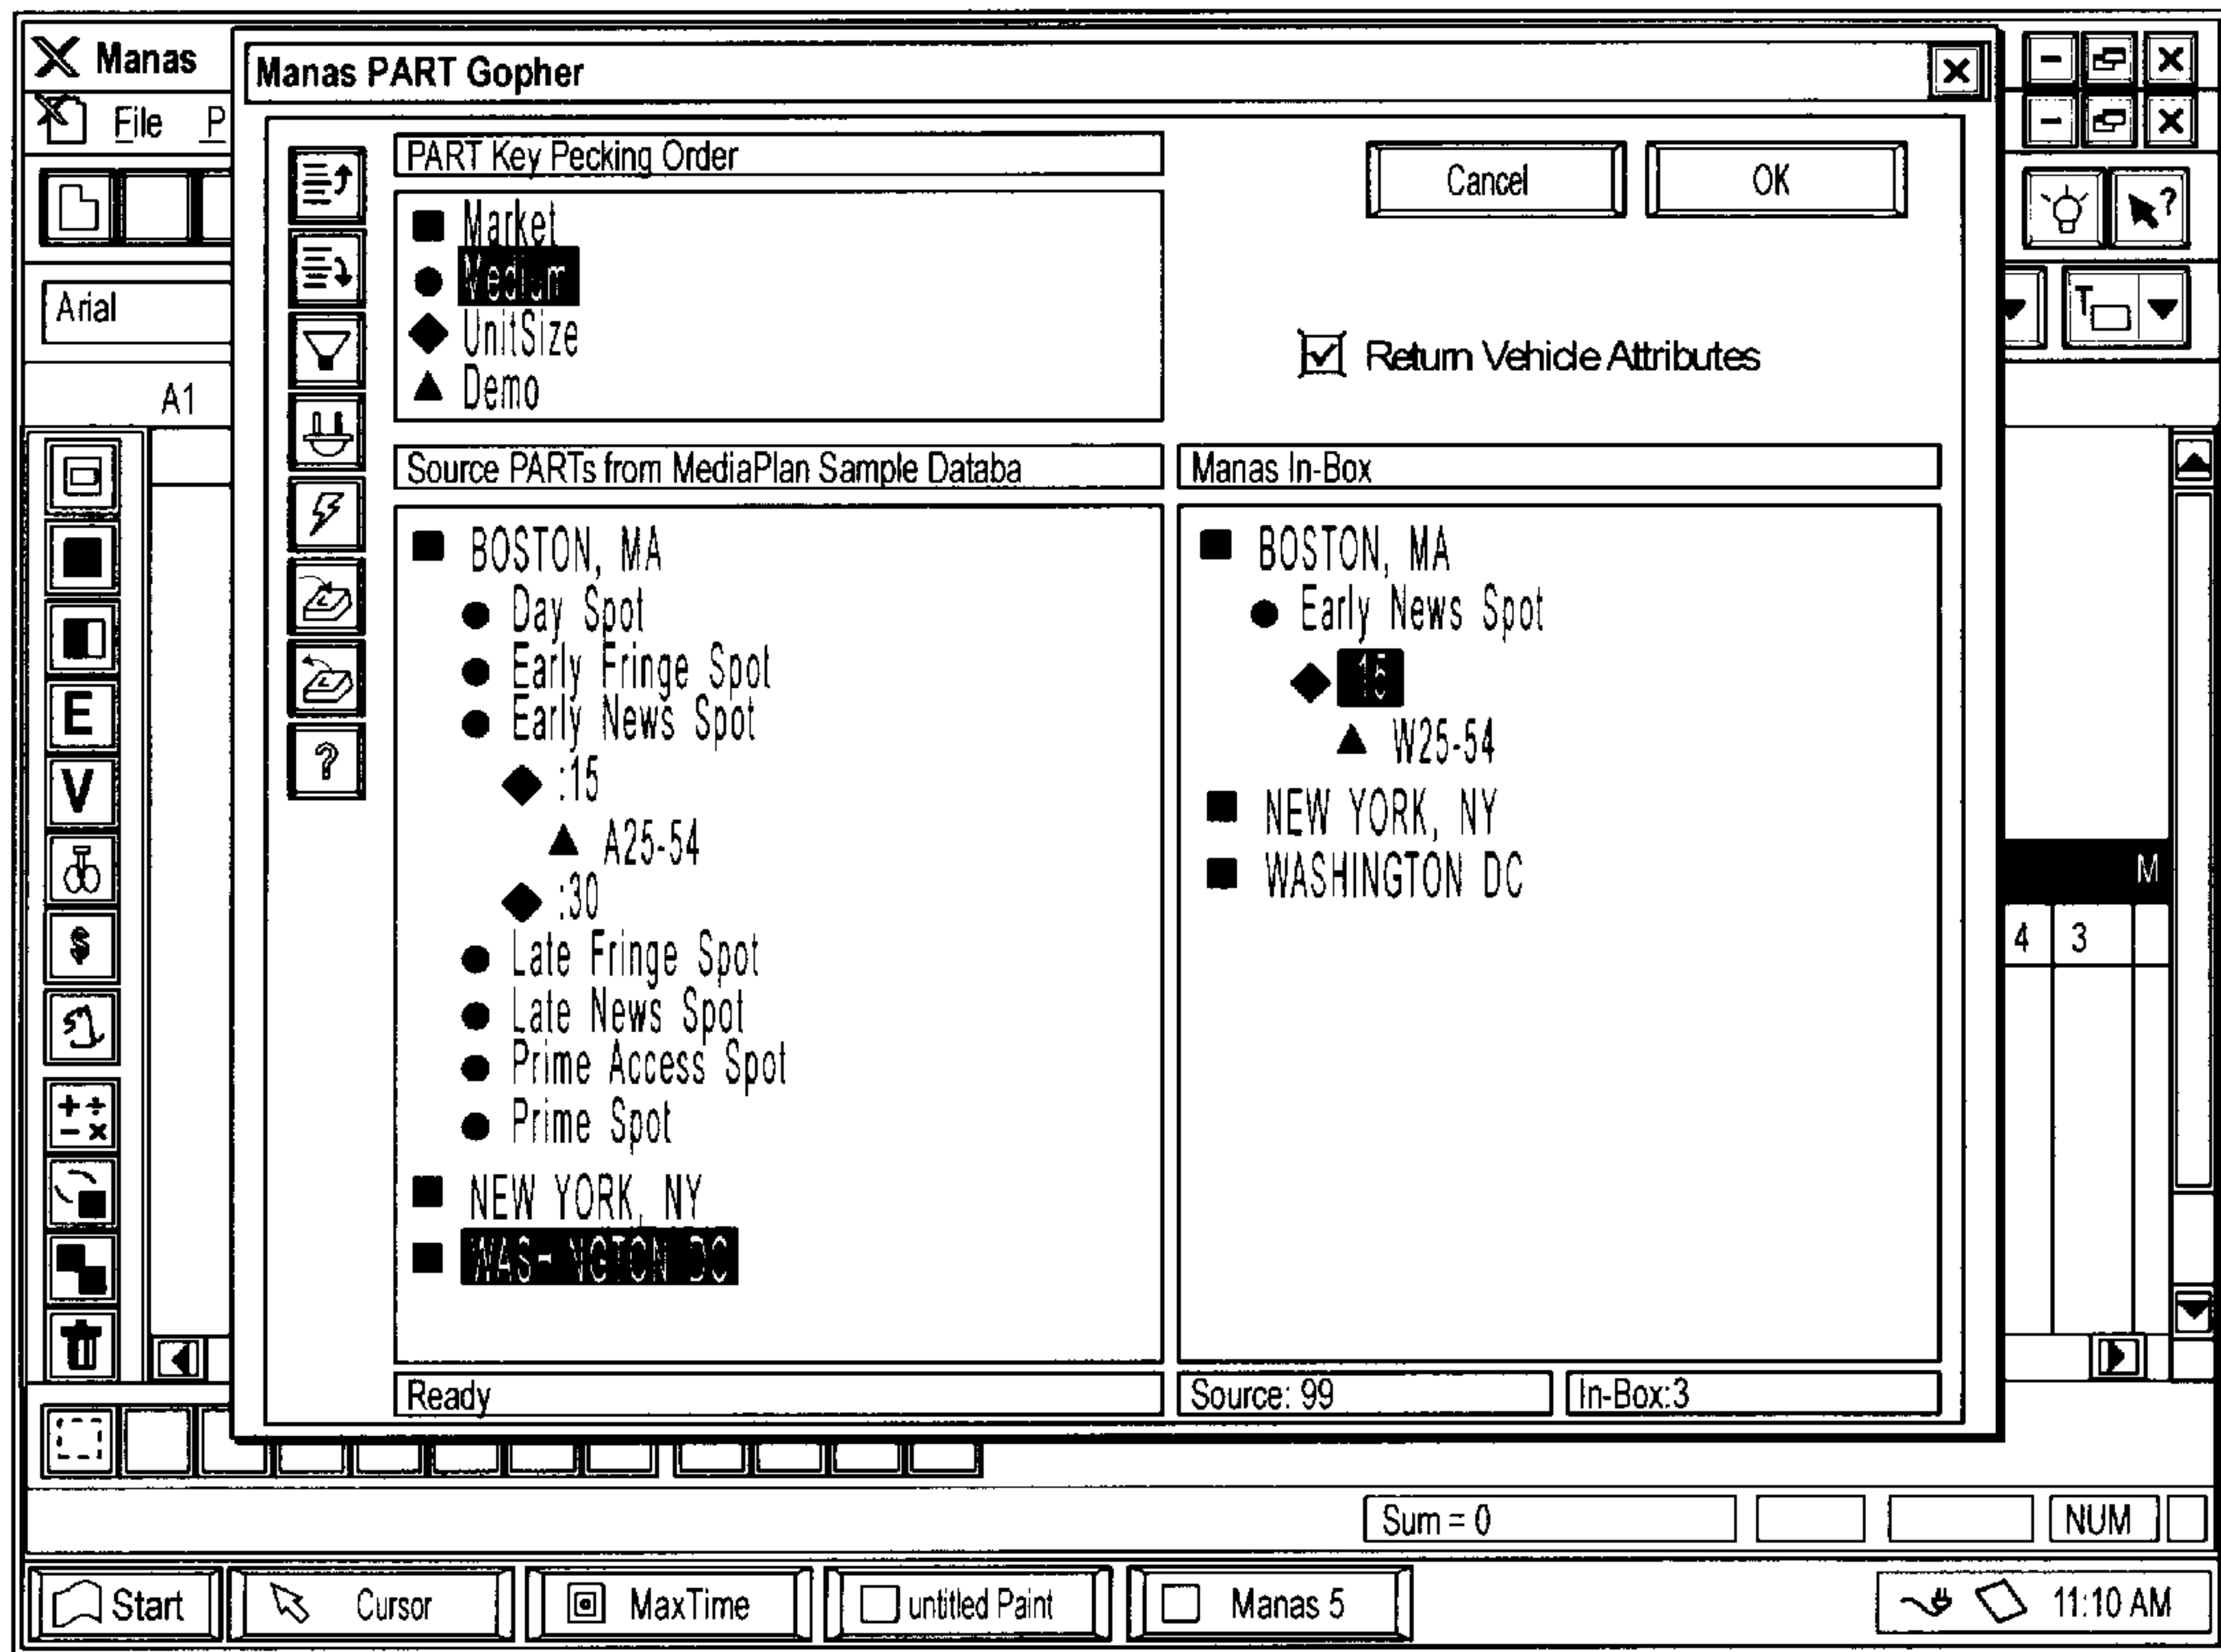 Manas
Manas PART Gopher
File P
PART Key Pecking Order
Cancel
OK
Market
Medium
UnitSize
Demo
?
Arial
T
Return Vehicle Attributes
A1
Source PARTs from MediaPlan Sample Databa
Manas In-Box
BOSTON, MA
Day Spot
Early Fringe Spot
Early News Spot
:15
A25-54
:30
Late Fringe Spot
Late News Spot
Prime Access Spot
Prime Spot
NEW YORK, NY
WASHINGTON DC
BOSTON, MA
Early News Spot
15
W25-54
NEW YORK, NY
WASHINGTON DC
E
V
$
?
M
4 3
Ready
Source: 99
In-Box:3
Sum = 0
NUM
Start
Cursor
MaxTime
untitled Paint
Manas 5
11:10 AM